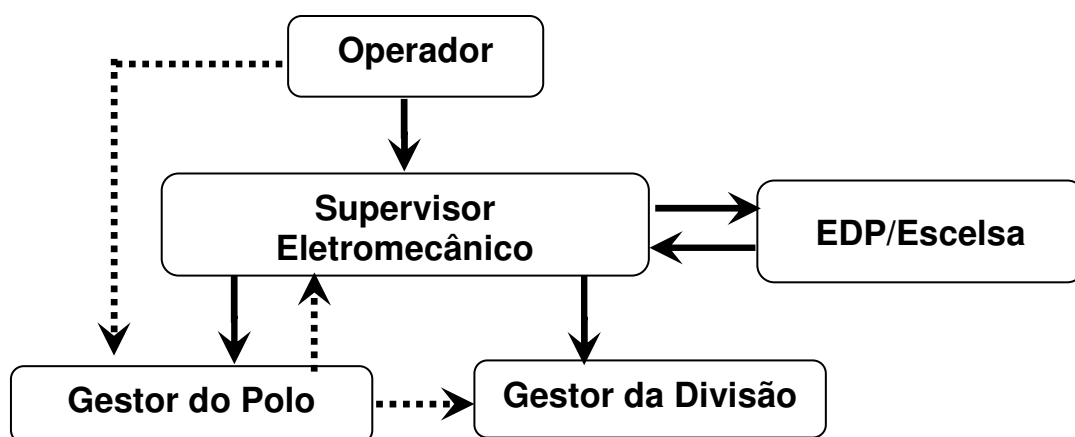 Operador
Supervisor
Eletromecânico
EDP/Escelsa
Gestor do Polo
Gestor da Divisão